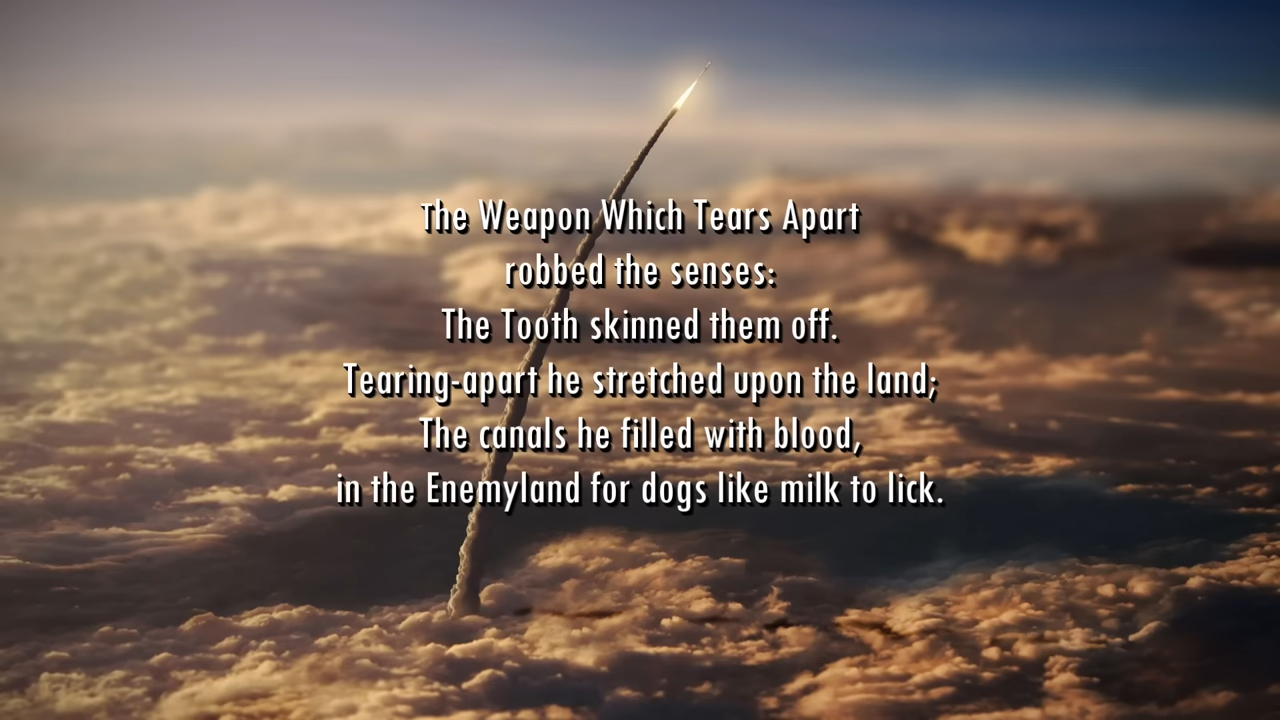 The Weapon Which Tears Apart
robbed the senses:
The Tooth skinned them off.
Tearing-apart he stretched upon the land;
The canals he filled with blood,
in the Enemyland for dogs like milk to lick.